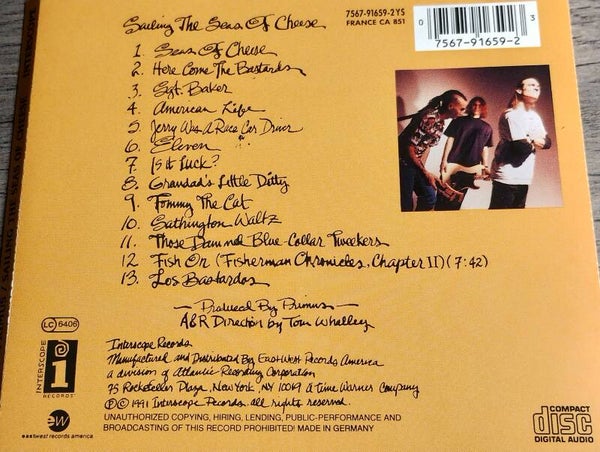 Sailing The Seas Of Cheese
7567-91659-2YS
FRANCE CA 851
0 3
7567-91659-2
1. Seas Of Cheese
2. Here Come The Bastards
3. Sgt. Baker
4. American Life
5. Jerry Was A Race Car Driver
6. Eleven
7. Is it Luck?
8. Grandad's Little Ditty
9. Tommy The Cat
10. Sathington Waltz
11. Those Damned Blue-Collar Tweekers
12 Fish On (Fisherman Chronicles, Chapter II) (7:42)
13. Los Bastardos
Produced By Primus
A&R Direction by Tom Whalley
LC 6406
INTERSCOPE
RECORDS
Interscope Records
Manufactured and Distributed By EastWest Records America
a division of Atlantic Recording Corporation
75 Rockefeller Plaza, New York, NY 10019 A Time Warner Company
℗© 1991 Interscope Records. all rights reserved.
UNAUTHORIZED COPYING, HIRING, LENDING, PUBLIC-PERFORMANCE AND
BROADCASTING OF THIS RECORD PROHIBITED! MADE IN GERMANY
ew
eastwest records america
COMPACT
disc
DIGITAL AUDIO